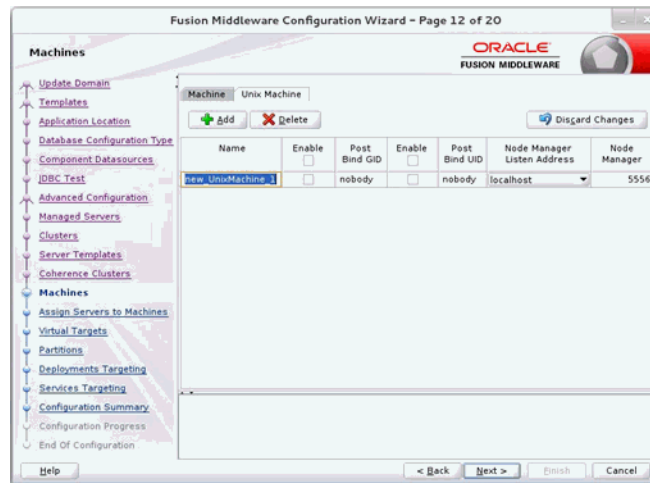 Fusion Middleware Configuration Wizard - Page 12 of 20
Machines
ORACLE
FUSION MIDDLEWARE
Update Domain
Templates
Application Location
Database Configuration Type
Component Datasources
JDBC Test
Advanced Configuration
Managed Servers
Clusters
Server Templates
Coherence Clusters
Machines
Assign Servers to Machines
Virtual Targets
Partitions
Deployments Targeting
Services Targeting
Configuration Summary
Configuration Progress
End Of Configuration
Machine Unix Machine
Add Delete Discard Changes
Name Enable Post Bind GID Enable Post Bind UID Node Manager Listen Address Node Manager
new_UnixMachine_1 nobody nobody localhost 5556
Help < Back Next > Finish Cancel